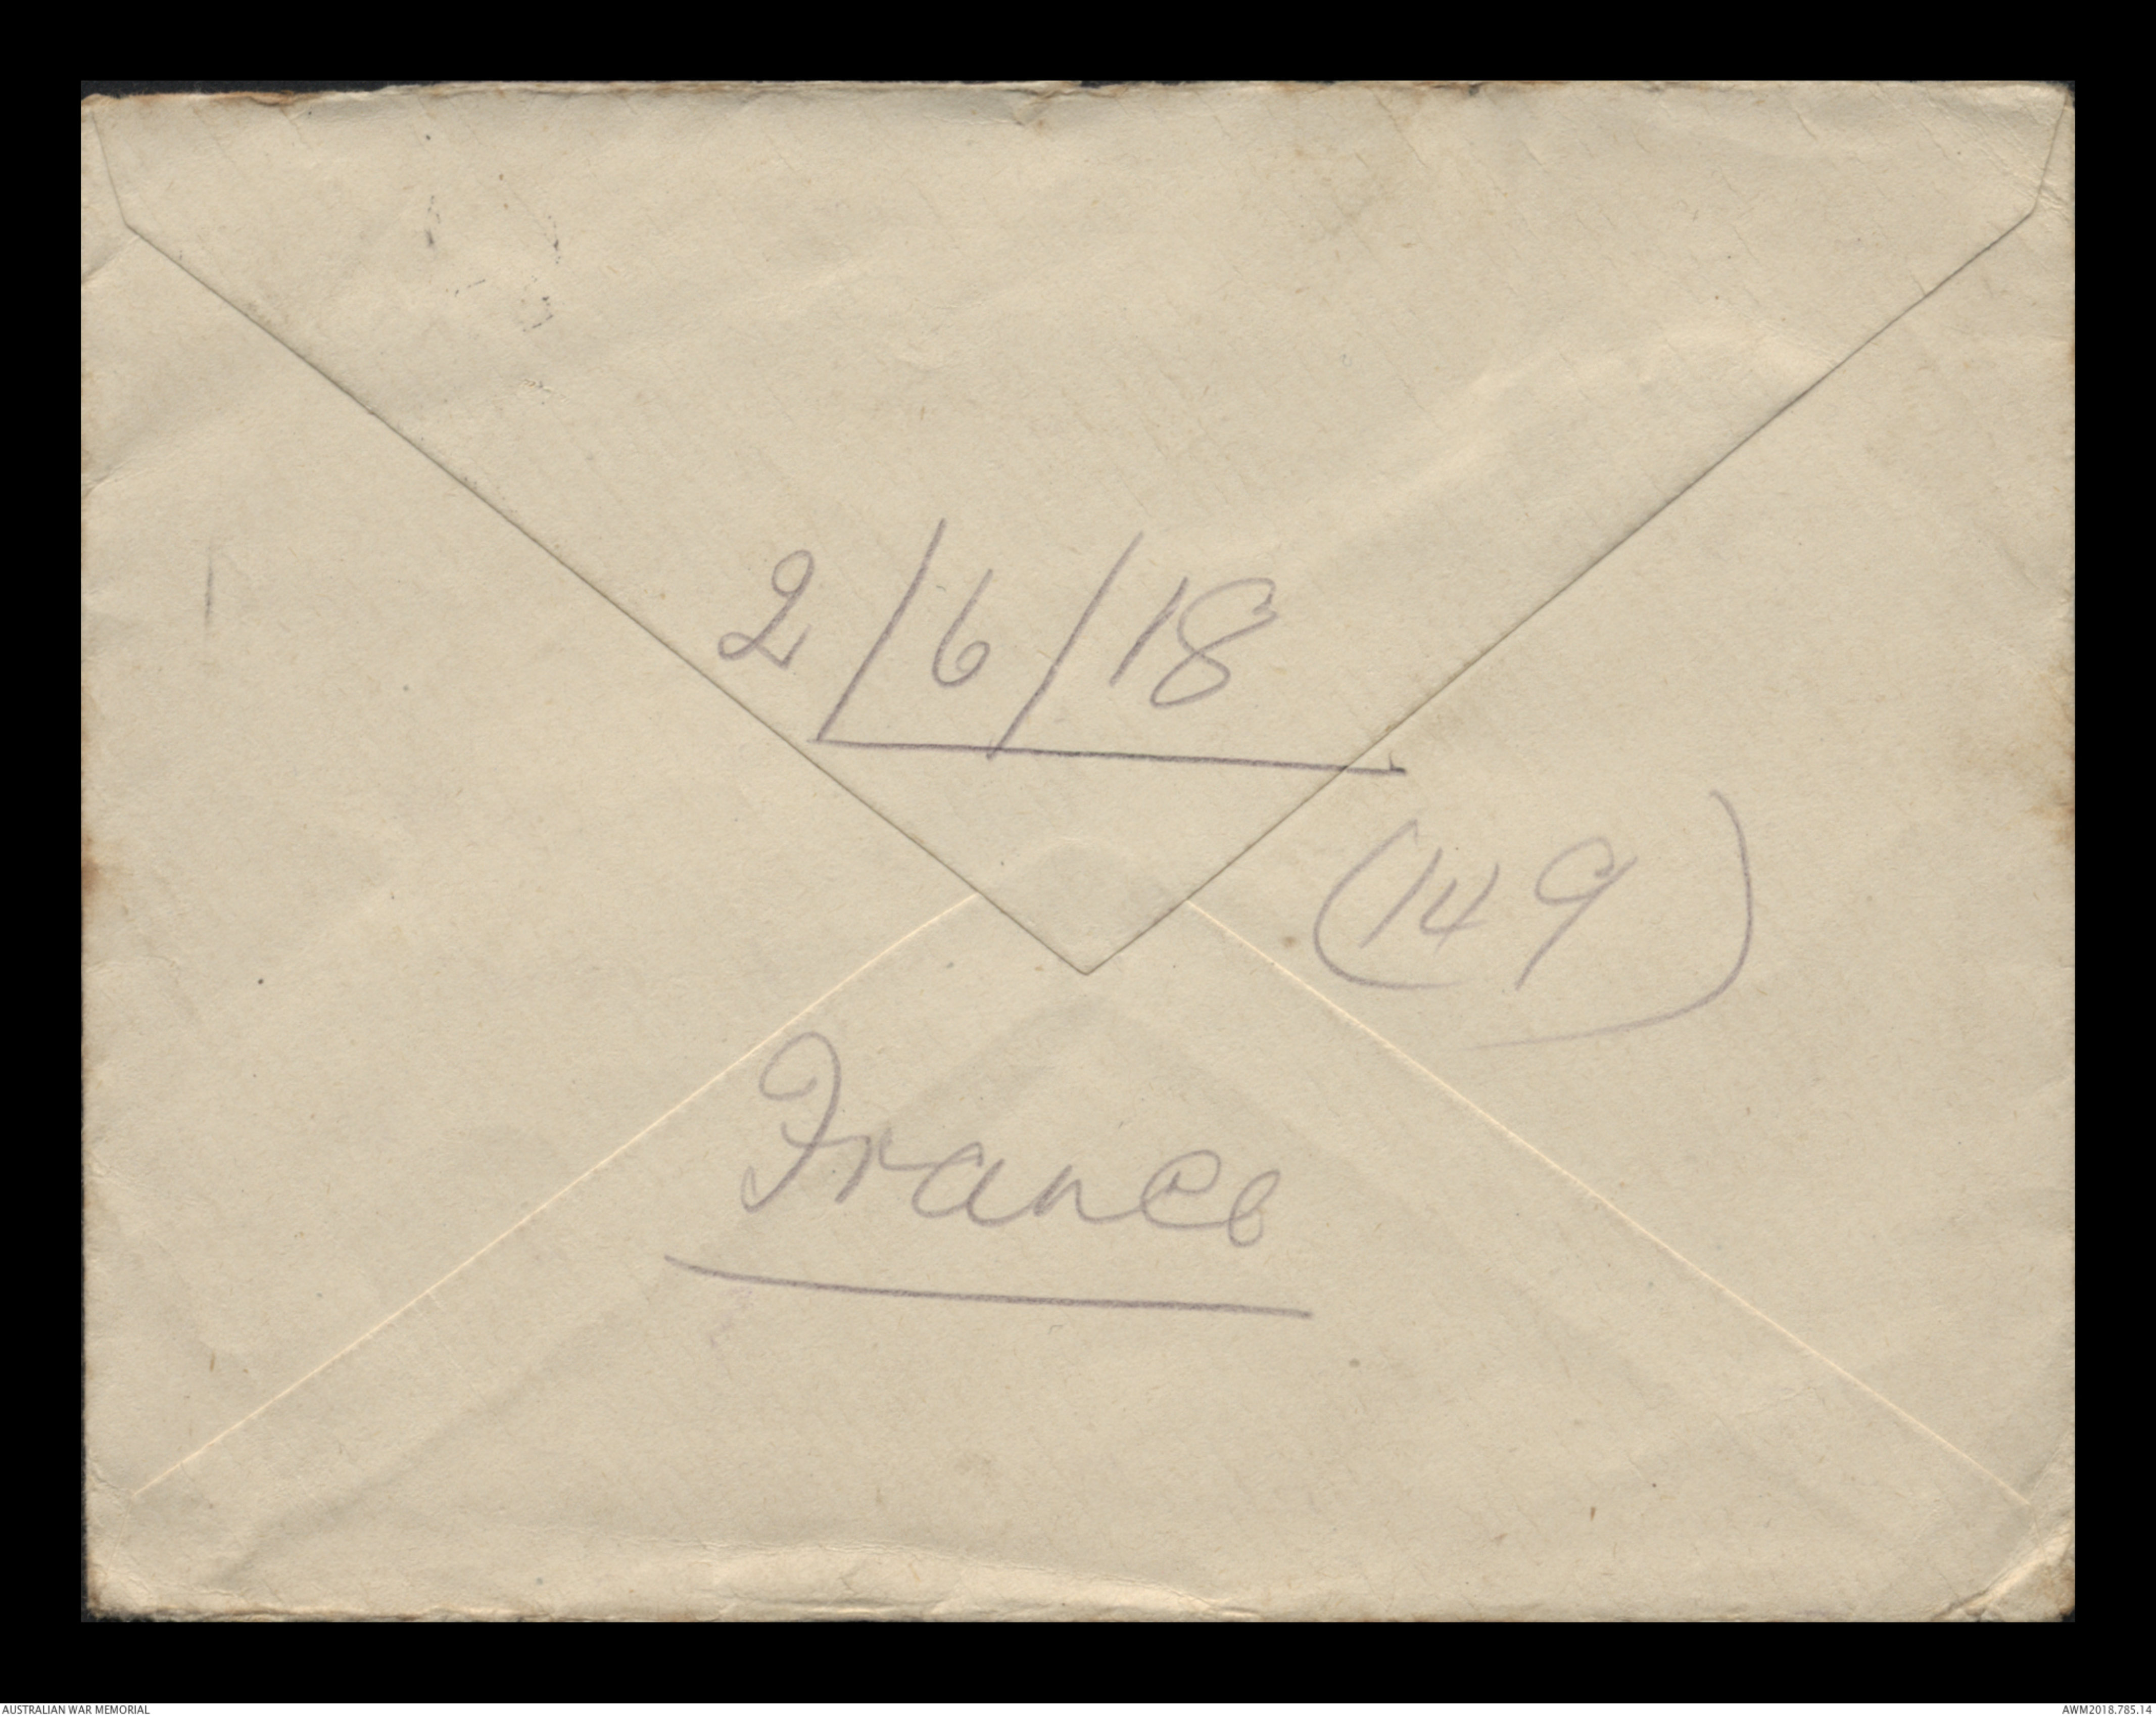 2/6/18
(149)
France
AUSTRALIAN WAR MEMORIAL
AWM2018.785.14